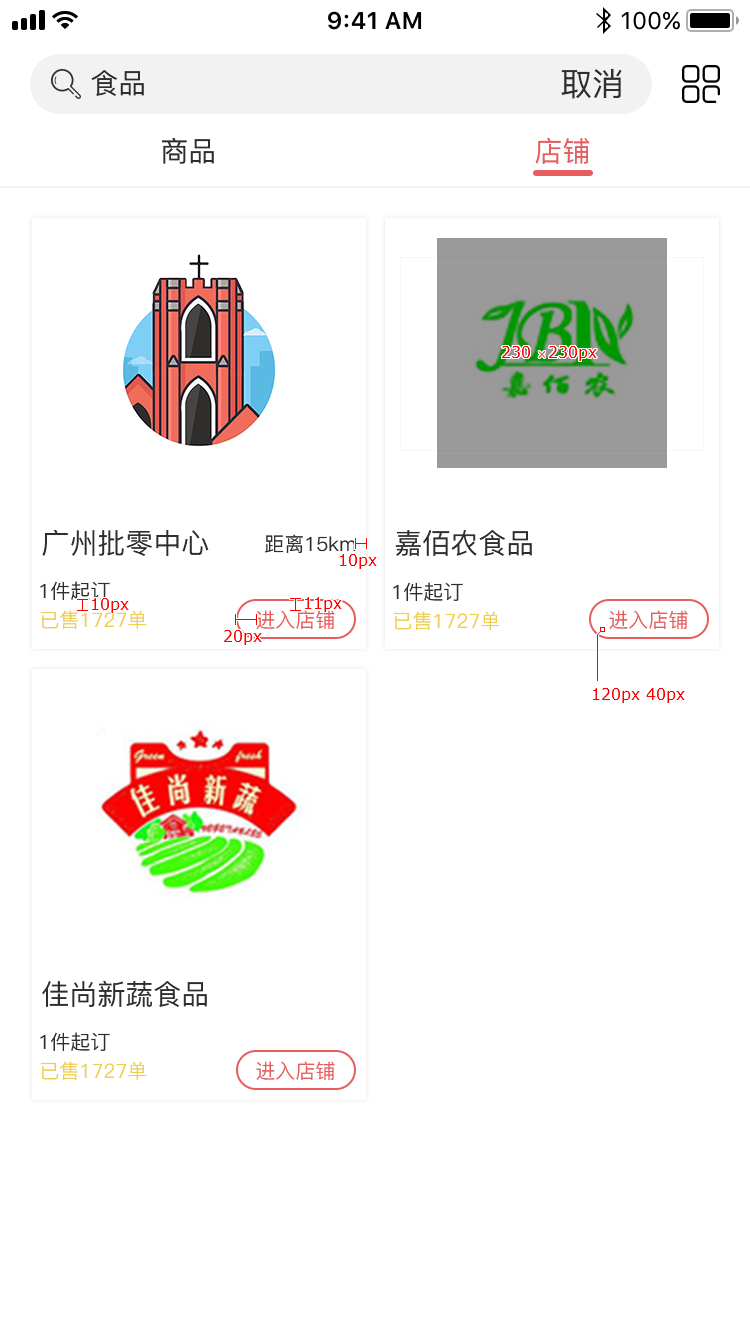 9:41 AM
100%
食品
取消
商品
店铺
230 ×230px
嘉佰农
广州批零中心
距离15km
10px
1件起订
10px
11px
已售1727单
进入店铺
20px
嘉佰农食品
1件起订
已售1727单
进入店铺
120px 40px
Green
fresh
佳尚新蔬
佳尚新蔬食品
1件起订
已售1727单
进入店铺